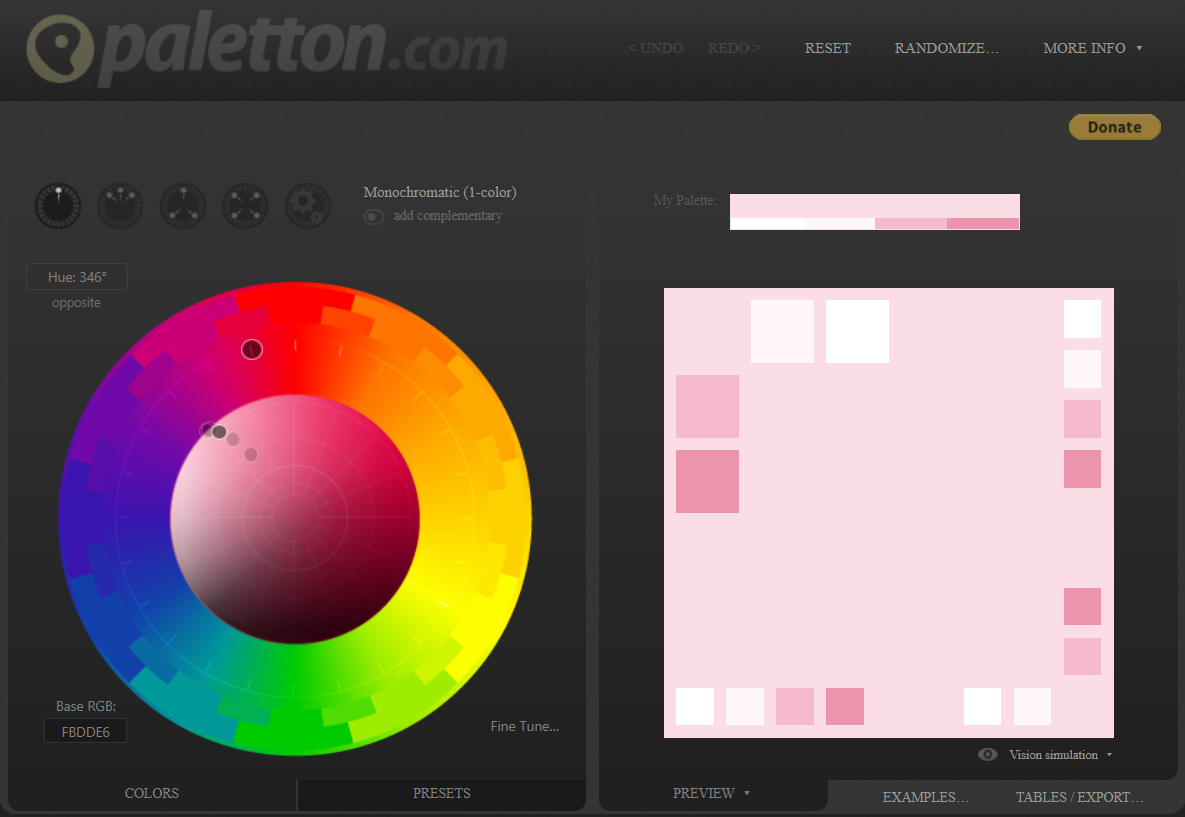 paletton.com
< UNDO
REDO >
RESET
RANDOMIZE...
MORE INFO
Donate
Monochromatic (1-color)
add complementary
My Palette:
Hue: 346°
opposite
Base RGB:
FBDDE6
Fine Tune...
Vision simulation
COLORS
PRESETS
PREVIEW
EXAMPLES...
TABLES / EXPORT...